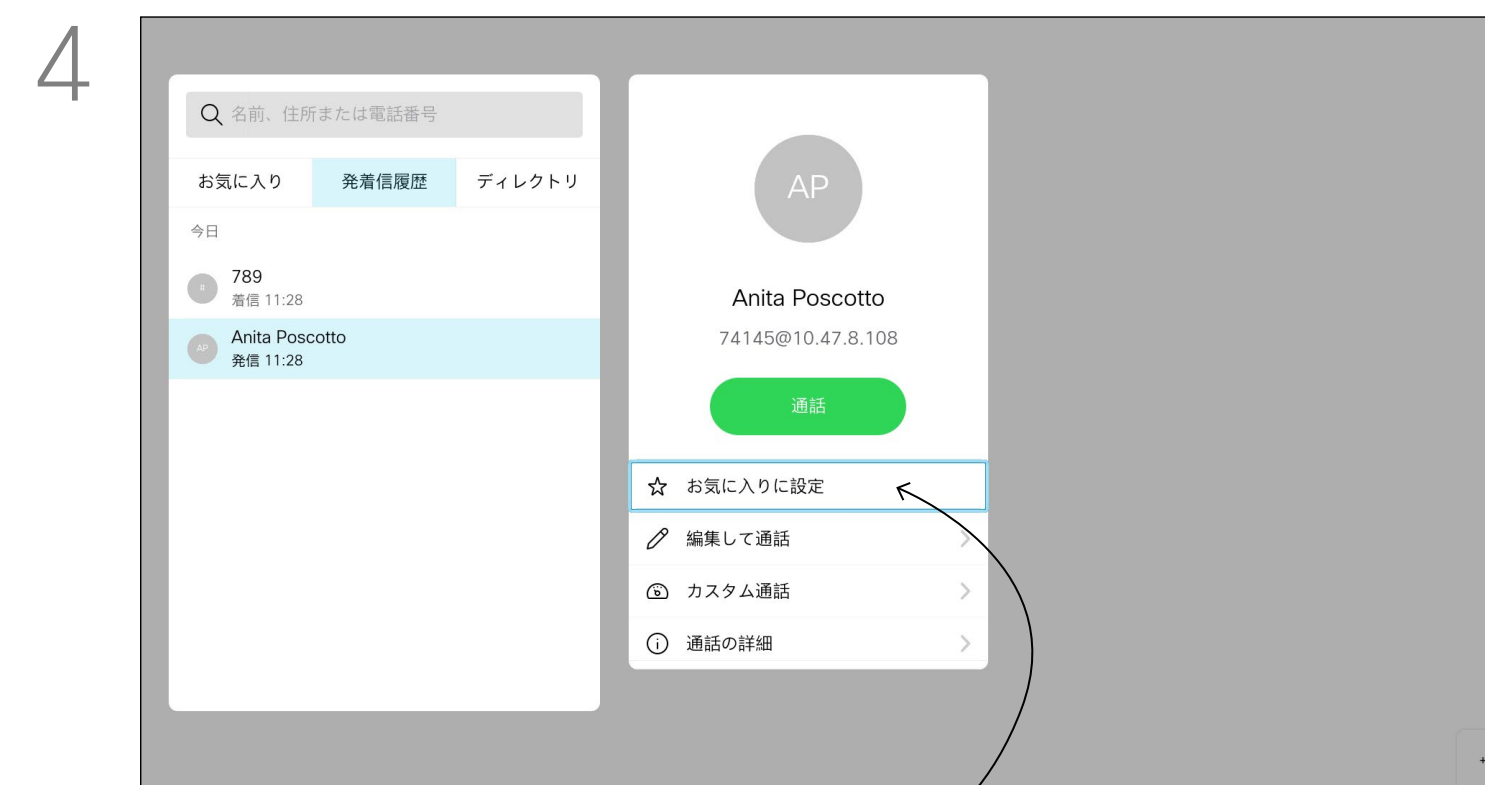 4
名前、住所または電話番号
お気に入り 発着信履歴 ディレクトリ
今日
#
789
着信 11:28
AP
Anita Poscotto
発信 11:28
AP
Anita Poscotto
74145@10.47.8.108
通話
お気に入りに設定
編集して通話
カスタム通話
通話の詳細
+